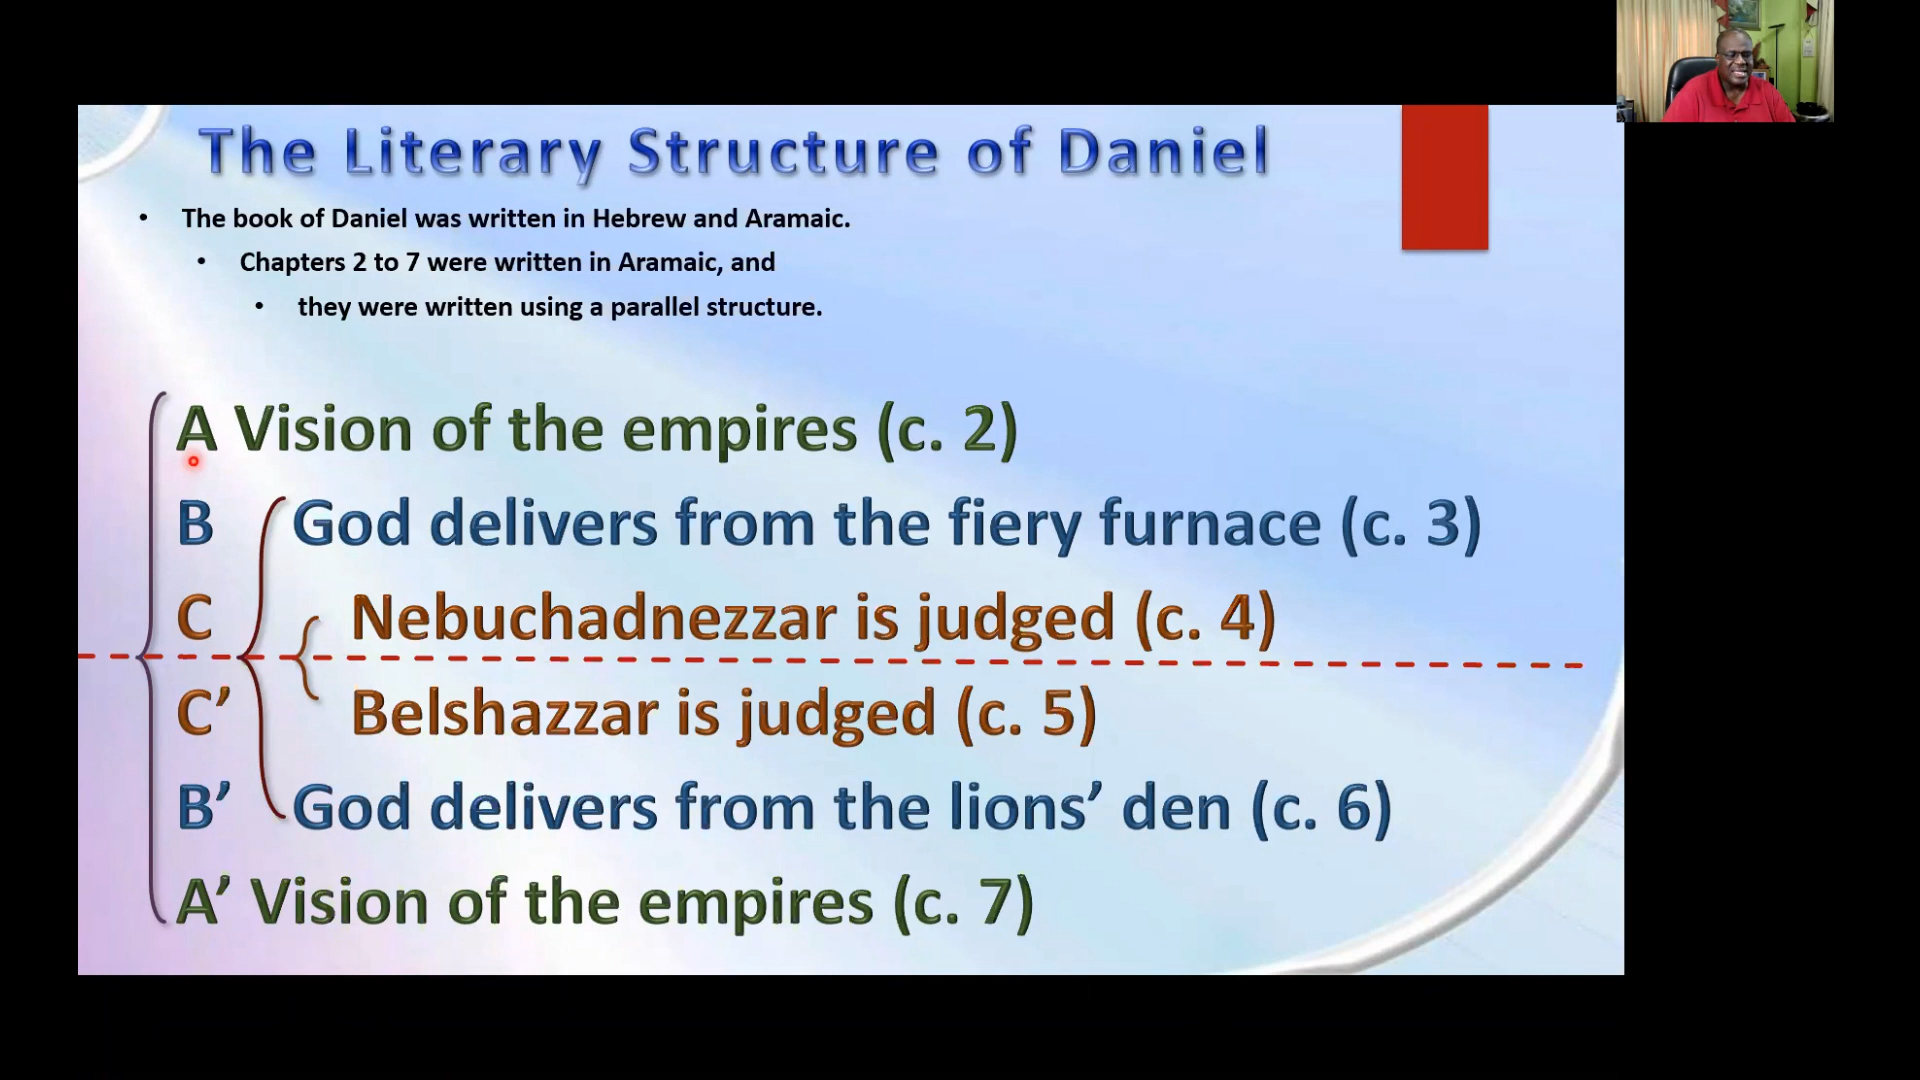 The Literary Structure of Daniel
• The book of Daniel was written in Hebrew and Aramaic.
• Chapters 2 to 7 were written in Aramaic, and
• they were written using a parallel structure.
A Vision of the empires (c. 2)
B God delivers from the fiery furnace (c. 3)
C Nebuchadnezzar is judged (c. 4)
C’ Belshazzar is judged (c. 5)
B’ God delivers from the lions’ den (c. 6)
A’ Vision of the empires (c. 7)